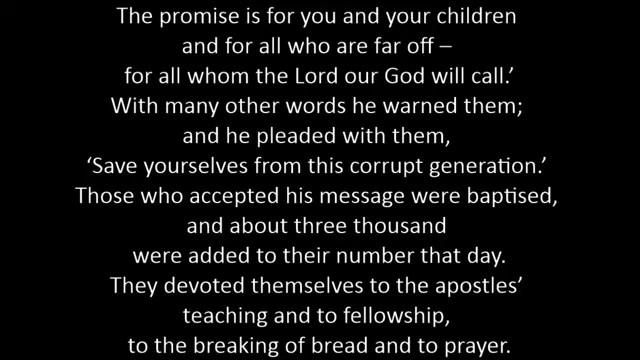 The promise is for you and your children
and for all who are far off –
for all whom the Lord our God will call.’
With many other words he warned them;
and he pleaded with them,
‘Save yourselves from this corrupt generation.’
Those who accepted his message were baptised,
and about three thousand
were added to their number that day.
They devoted themselves to the apostles’
teaching and to fellowship,
to the breaking of bread and to prayer.